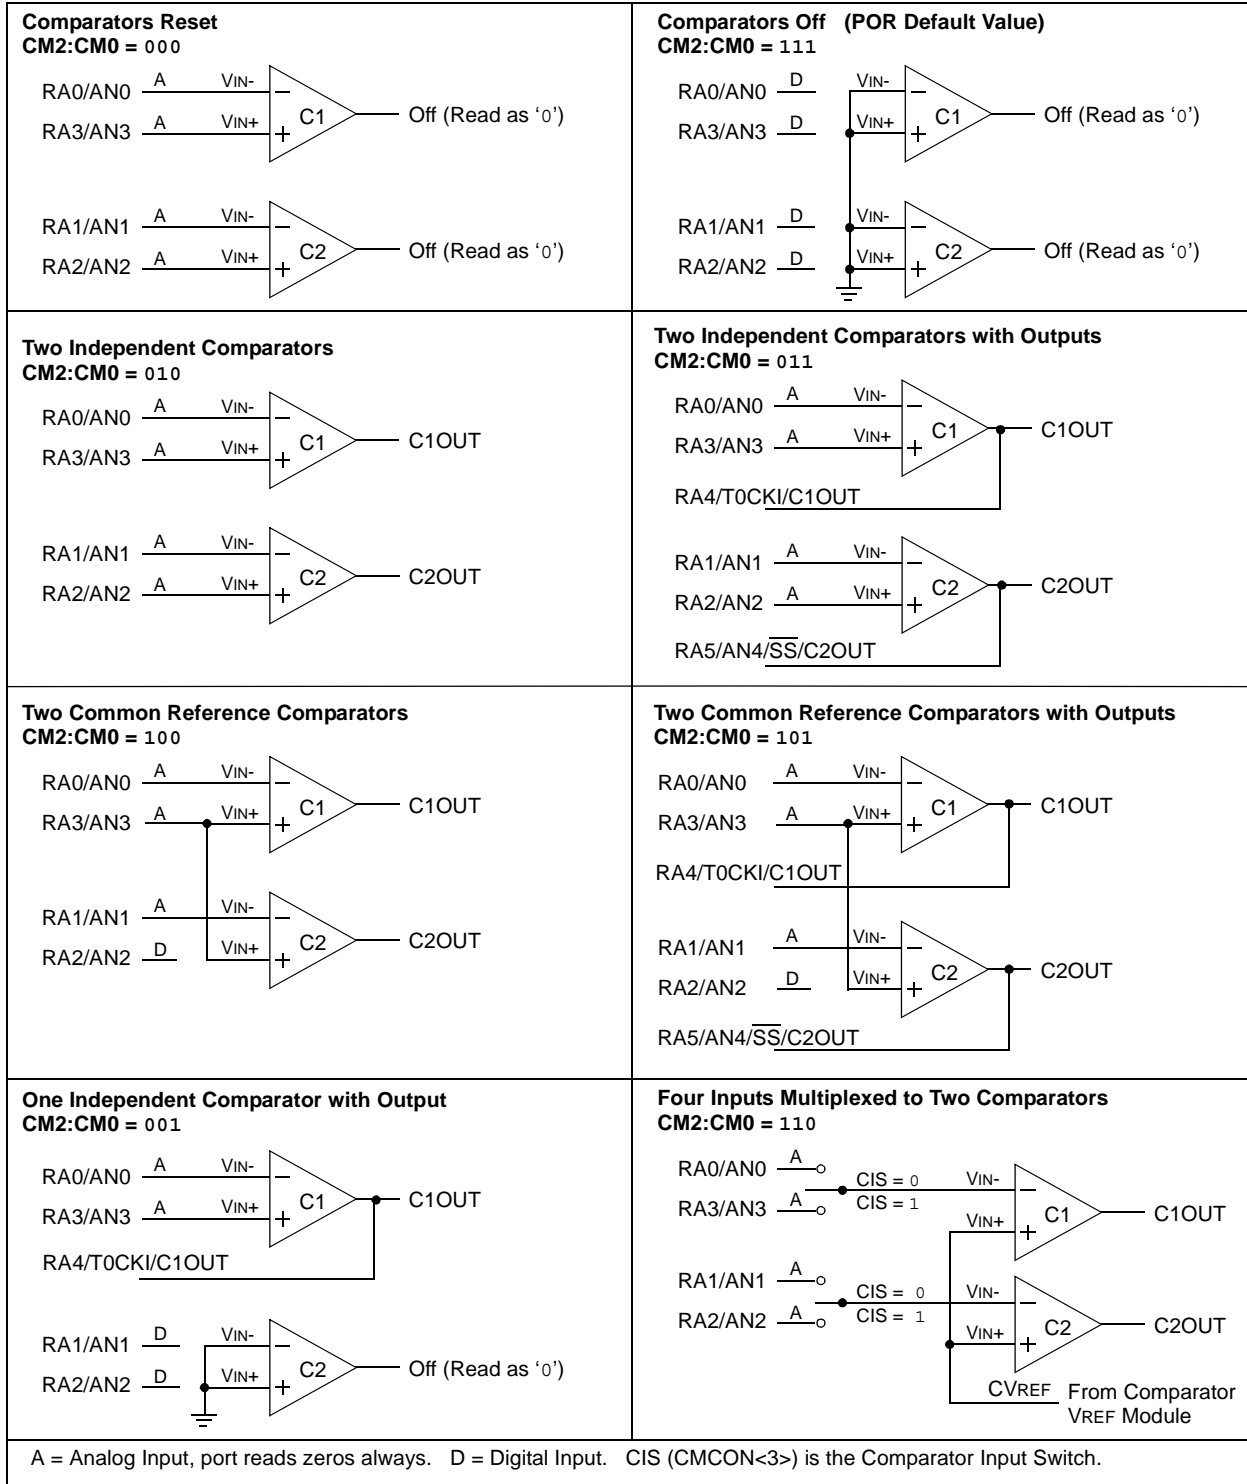 Comparators Reset
CM2:CM0 = 000
RA0/AN0 A VIN-
RA3/AN3 A VIN+
C1
Off (Read as ‘0’)
RA1/AN1 A VIN-
RA2/AN2 A VIN+
C2
Off (Read as ‘0’)
Comparators Off (POR Default Value)
CM2:CM0 = 111
RA0/AN0 D VIN-
RA3/AN3 D VIN+
C1
Off (Read as ‘0’)
RA1/AN1 D VIN-
RA2/AN2 D VIN+
C2
Off (Read as ‘0’)
Two Independent Comparators
CM2:CM0 = 010
RA0/AN0 A VIN-
RA3/AN3 A VIN+
C1
C1OUT
RA1/AN1 A VIN-
RA2/AN2 A VIN+
C2
C2OUT
Two Independent Comparators with Outputs
CM2:CM0 = 011
RA0/AN0 A VIN-
RA3/AN3 A VIN+
C1
C1OUT
RA4/T0CKI/C1OUT
RA1/AN1 A VIN-
RA2/AN2 A VIN+
C2
C2OUT
RA5/AN4/SS/C2OUT
Two Common Reference Comparators
CM2:CM0 = 100
RA0/AN0 A VIN-
RA3/AN3 A VIN+
C1
C1OUT
RA1/AN1 A VIN-
RA2/AN2 D VIN+
C2
C2OUT
Two Common Reference Comparators with Outputs
CM2:CM0 = 101
RA0/AN0 A VIN-
RA3/AN3 A VIN+
C1
C1OUT
RA4/T0CKI/C1OUT
RA1/AN1 A VIN-
RA2/AN2 D VIN+
C2
C2OUT
RA5/AN4/SS/C2OUT
One Independent Comparator with Output
CM2:CM0 = 001
RA0/AN0 A VIN-
RA3/AN3 A VIN+
C1
C1OUT
RA4/T0CKI/C1OUT
RA1/AN1 D VIN-
RA2/AN2 D VIN+
C2
Off (Read as ‘0’)
Four Inputs Multiplexed to Two Comparators
CM2:CM0 = 110
RA0/AN0 A
CIS = 0 VIN-
RA3/AN3 A CIS = 1
VIN+
C1
C1OUT
RA1/AN1 A
CIS = 0 VIN-
RA2/AN2 A CIS = 1
VIN+
C2
C2OUT
CVREF From Comparator
VREF Module
A = Analog Input, port reads zeros always. D = Digital Input. CIS (CMCON<3>) is the Comparator Input Switch.